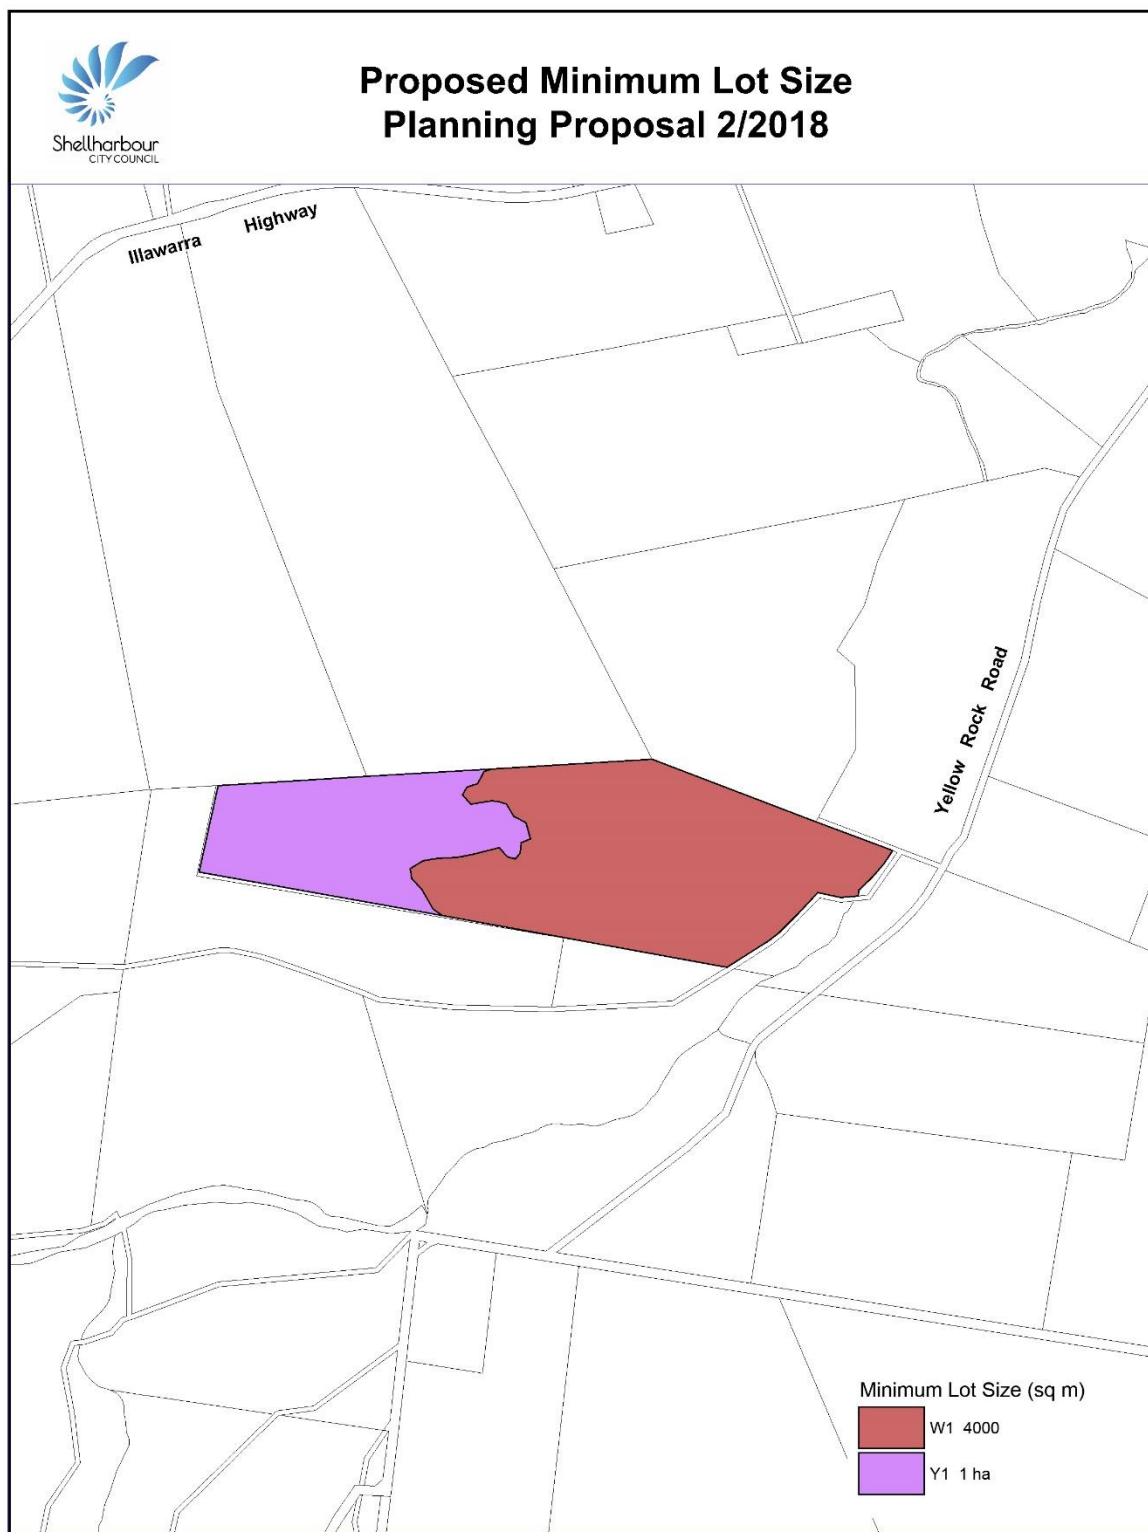 Shellharbour
CITY COUNCIL
Proposed Minimum Lot Size
Planning Proposal 2/2018
Illawarra Highway
Yellow Rock Road
Minimum Lot Size (sq m)
W1 4000
Y1 1 ha